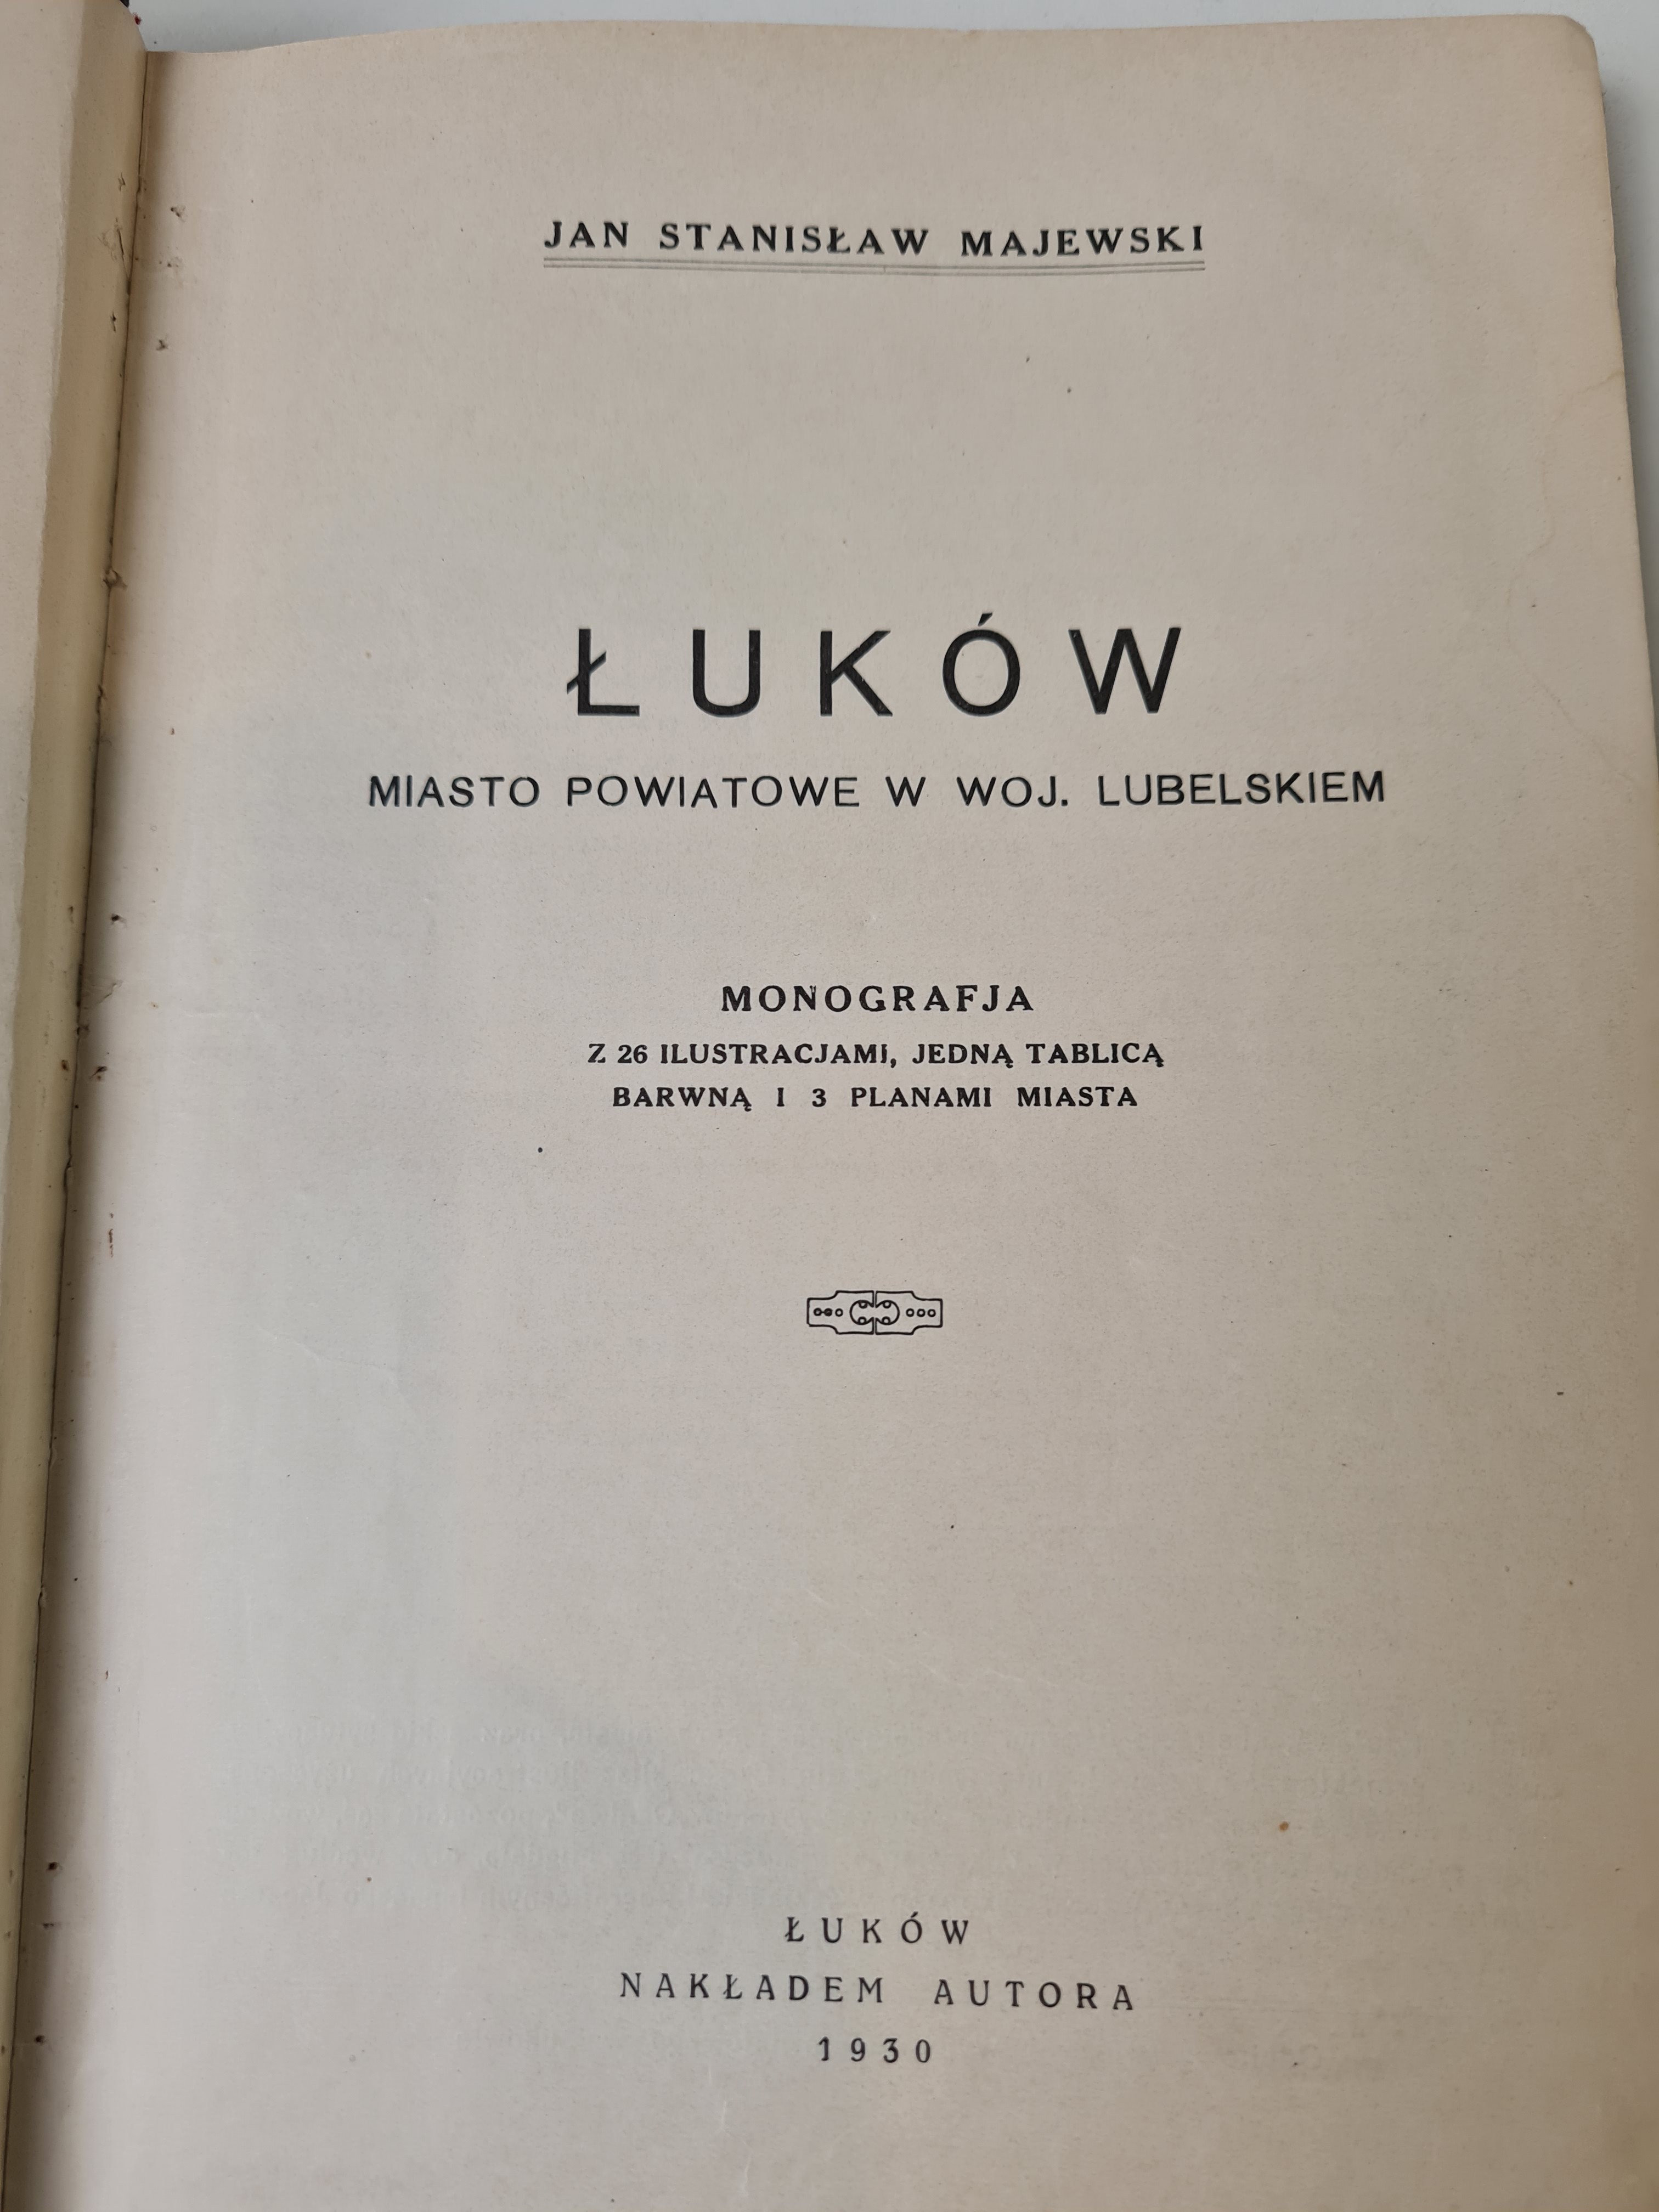 JAN STANISŁAW MAJEWSKI
ŁUKÓW
MIASTO POWIATOWE W WOJ. LUBELSKIEM
MONOGRAFJA
Z 26 ILUSTRACJAMI, JEDNĄ TABLICĄ
BARWNĄ I 3 PLANAMI MIASTA
ŁUKÓW
NAKŁADEM AUTORA
1930